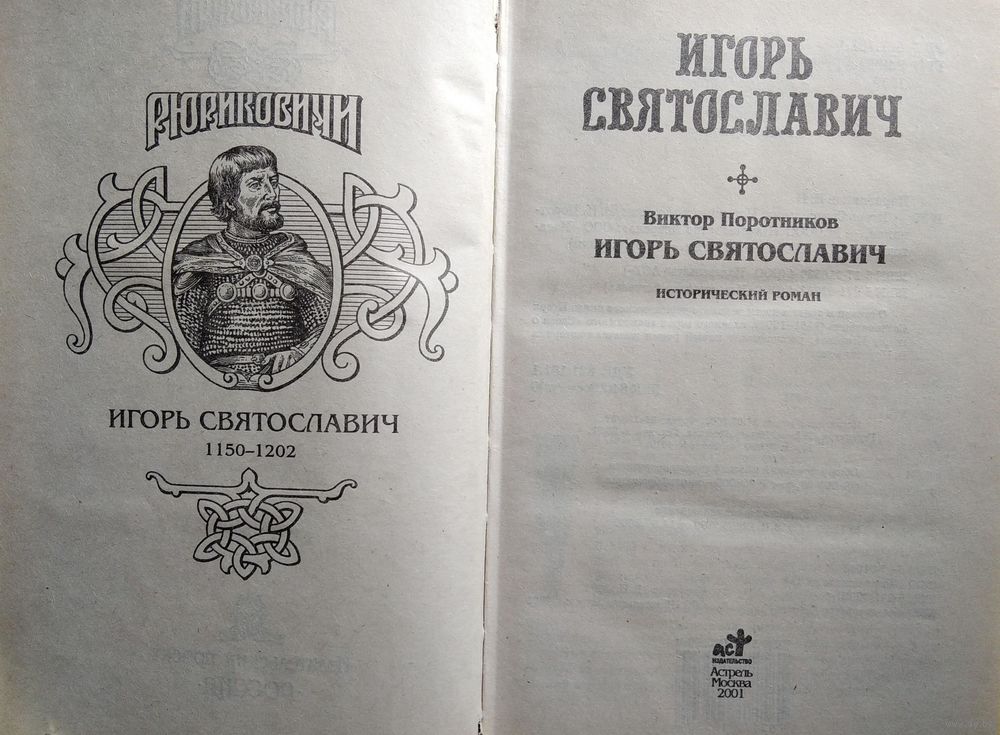 РЮРИКОВИЧИ
ИГОРЬ СВЯТОСЛАВИЧ
1150–1202
ИГОРЬ
СВЯТОСЛАВИЧ
Виктор Поротников
ИГОРЬ СВЯТОСЛАВИЧ
ИСТОРИЧЕСКИЙ РОМАН
аст
ИЗДАТЕЛЬСТВО
Астрель
Москва
2001